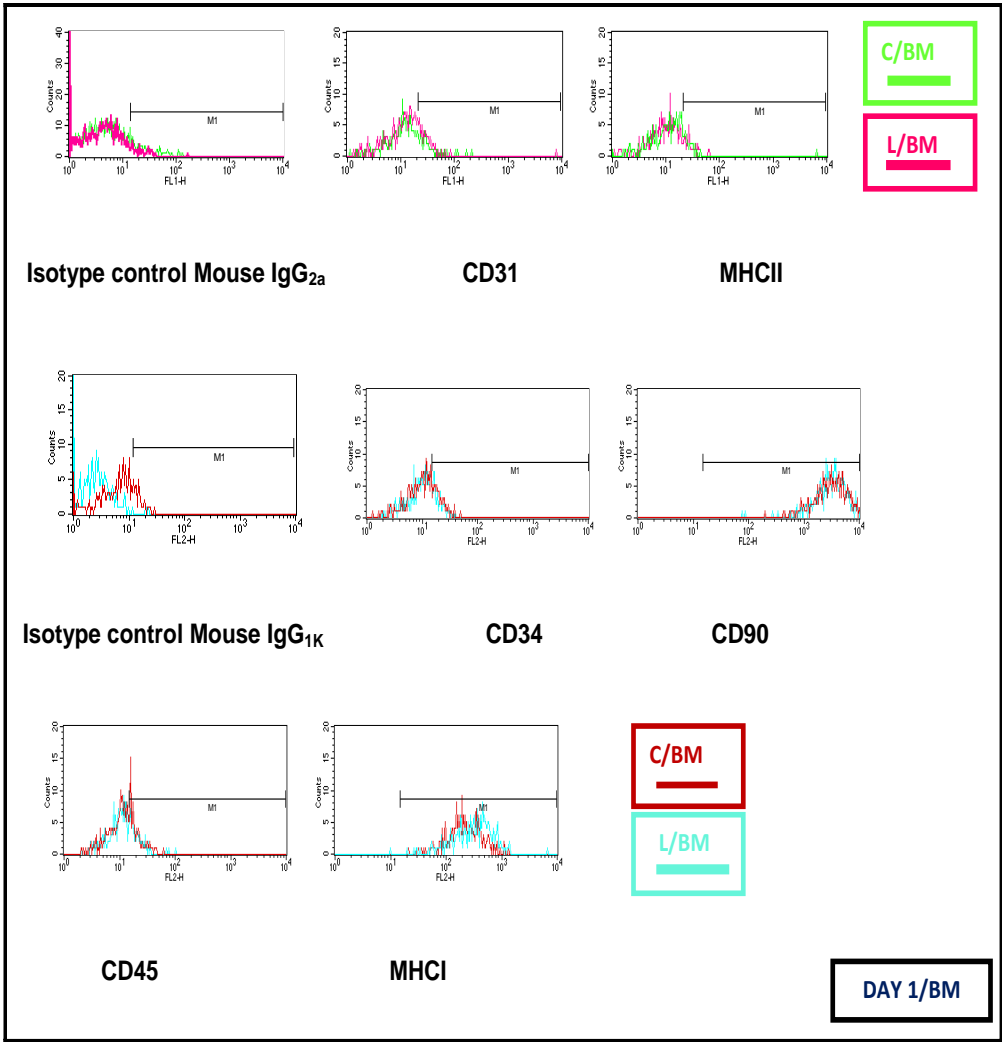 Counts
0 10 20 30 40
M1
10^0 10^1 10^2 10^3 10^4
FL1-H
Counts
0 5 10 15 20
M1
10^0 10^1 10^2 10^3 10^4
FL1-H
Counts
0 5 10 15 20
M1
10^0 10^1 10^2 10^3 10^4
FL1-H
C/BM
L/BM
Isotype control Mouse IgG2a
CD31
MHCII
Counts
0 5 10 15 20
M1
10^0 10^1 10^2 10^3 10^4
FL2-H
Counts
0 5 10 15 20
M1
10^0 10^1 10^2 10^3 10^4
FL2-H
Counts
0 5 10 15 20
M1
10^0 10^1 10^2 10^3 10^4
FL2-H
Isotype control Mouse IgG1K
CD34
CD90
Counts
0 5 10 15 20
M1
10^0 10^1 10^2 10^3 10^4
FL2-H
Counts
0 5 10 15 20
M1
10^0 10^1 10^2 10^3 10^4
FL2-H
C/BM
L/BM
CD45
MHCI
DAY 1/BM